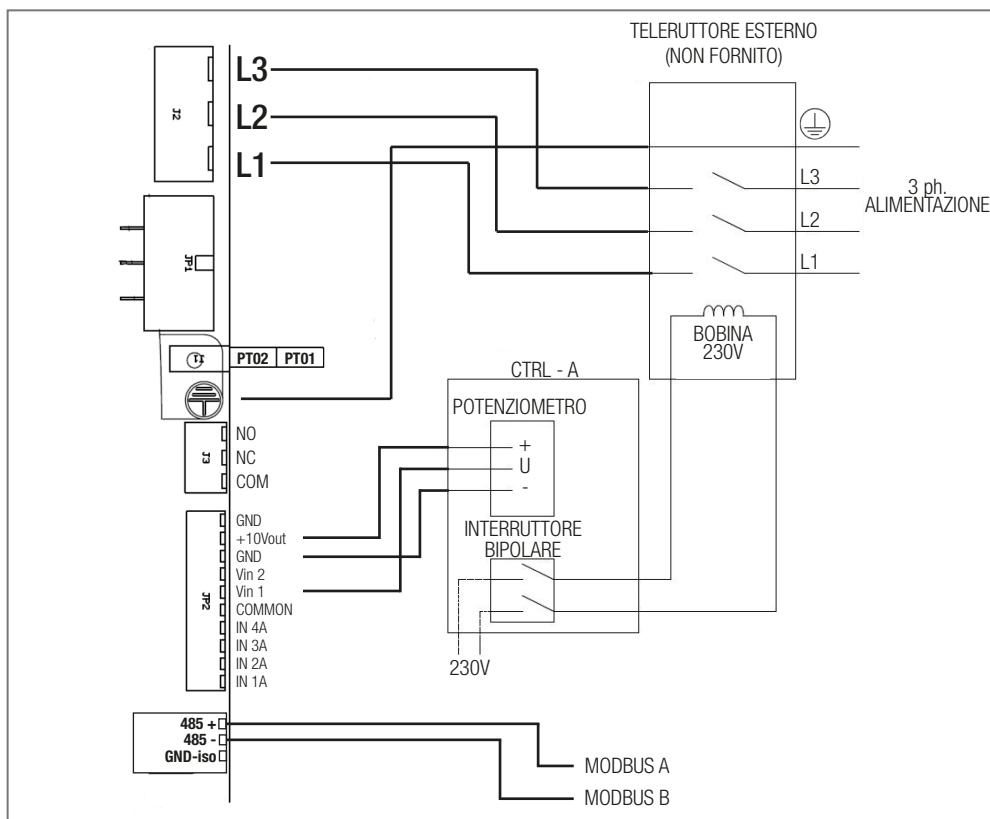 TELERUTTORE ESTERNO
(NON FORNITO)
J2
L3
L2
L1
L3
L2
L1
3 ph.
ALIMENTAZIONE
BOBINA
230V
JP1
T1
PT02 PT01
CTRL - A
POTENZIOMETRO
+
U
-
INTERRUTTORE
BIPOLARE
230V
J3
NO
NC
COM
JP2
GND
+10Vout
GND
Vin 2
Vin 1
COMMON
IN 4A
IN 3A
IN 2A
IN 1A
485 +
485 -
GND-iso
MODBUS A
MODBUS B